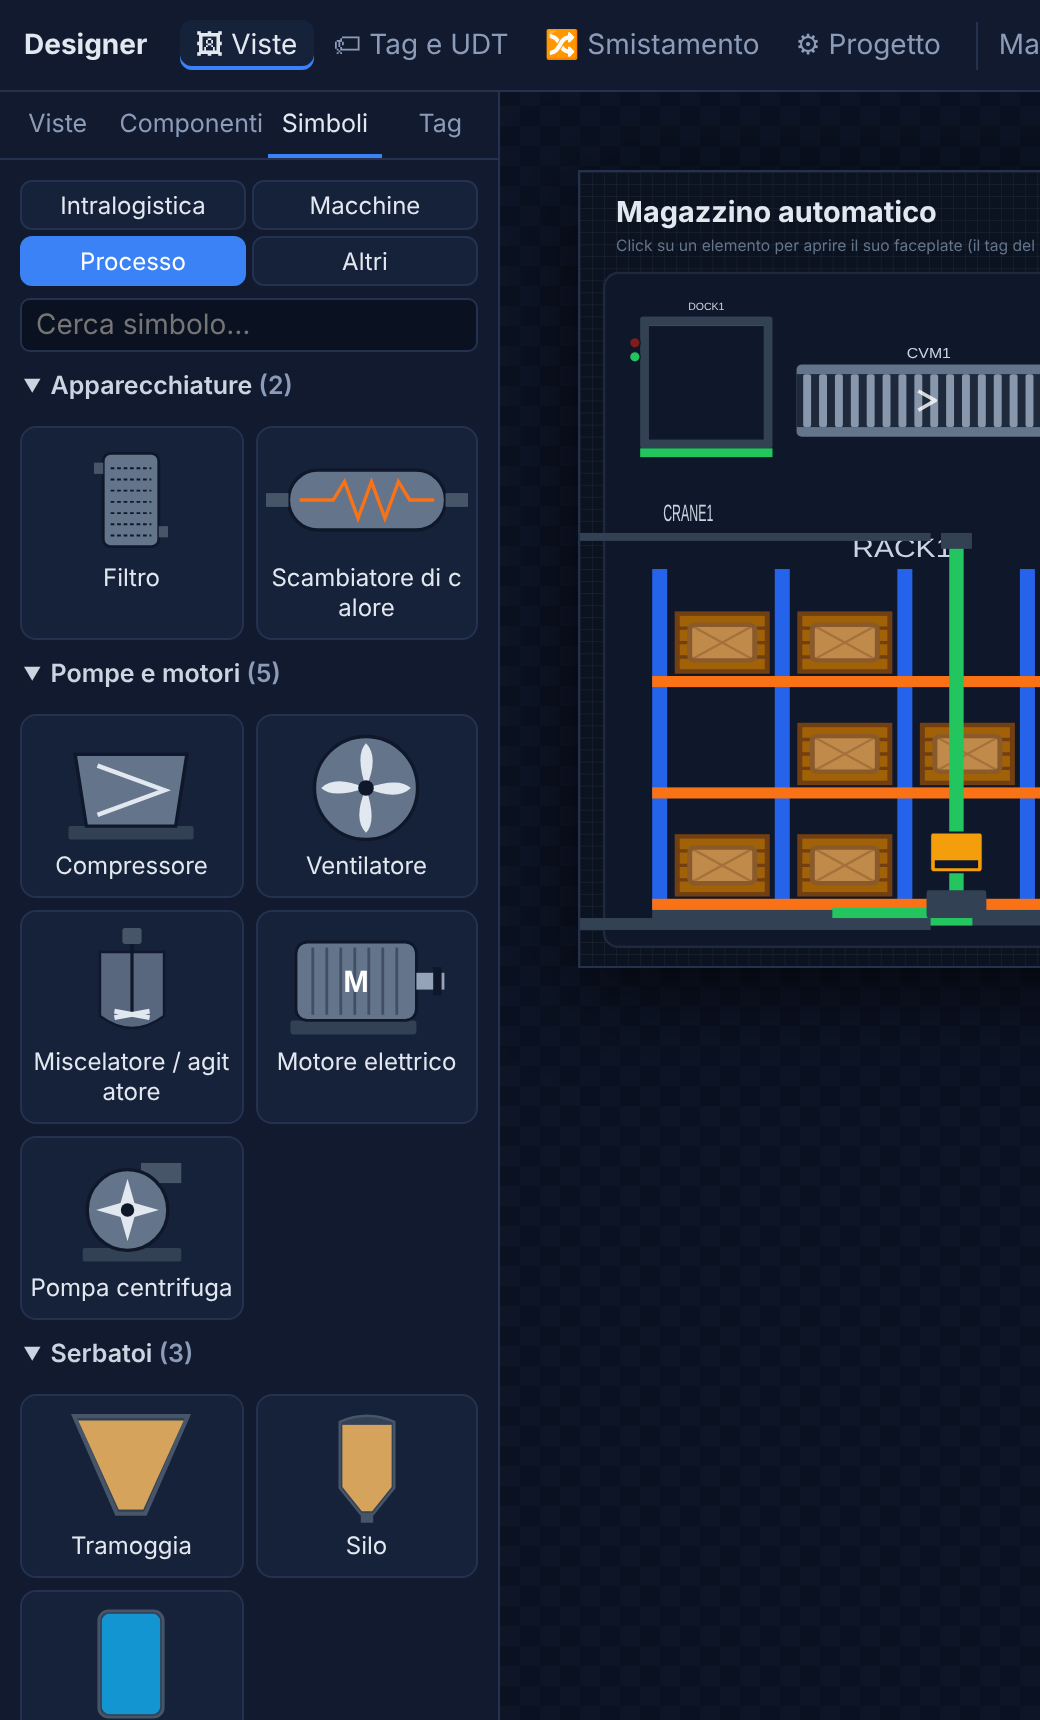 Designer
🖼 Viste
🏷 Tag e UDT
🔀 Smistamento
⚙ Progetto
Ma
Viste
Componenti
Simboli
Tag
Intralogistica
Macchine
Processo
Altri
Cerca simbolo...
▼ Apparecchiature (2)
Filtro
Scambiatore di c
alore
▼ Pompe e motori (5)
Compressore
Ventilatore
Miscelatore / agit
atore
M
Motore elettrico
Pompa centrifuga
▼ Serbatoi (3)
Tramoggia
Silo
Magazzino automatico
Click su un elemento per aprire il suo faceplate (il tag del
DOCK1
CVM1
CRANE1
RACK1